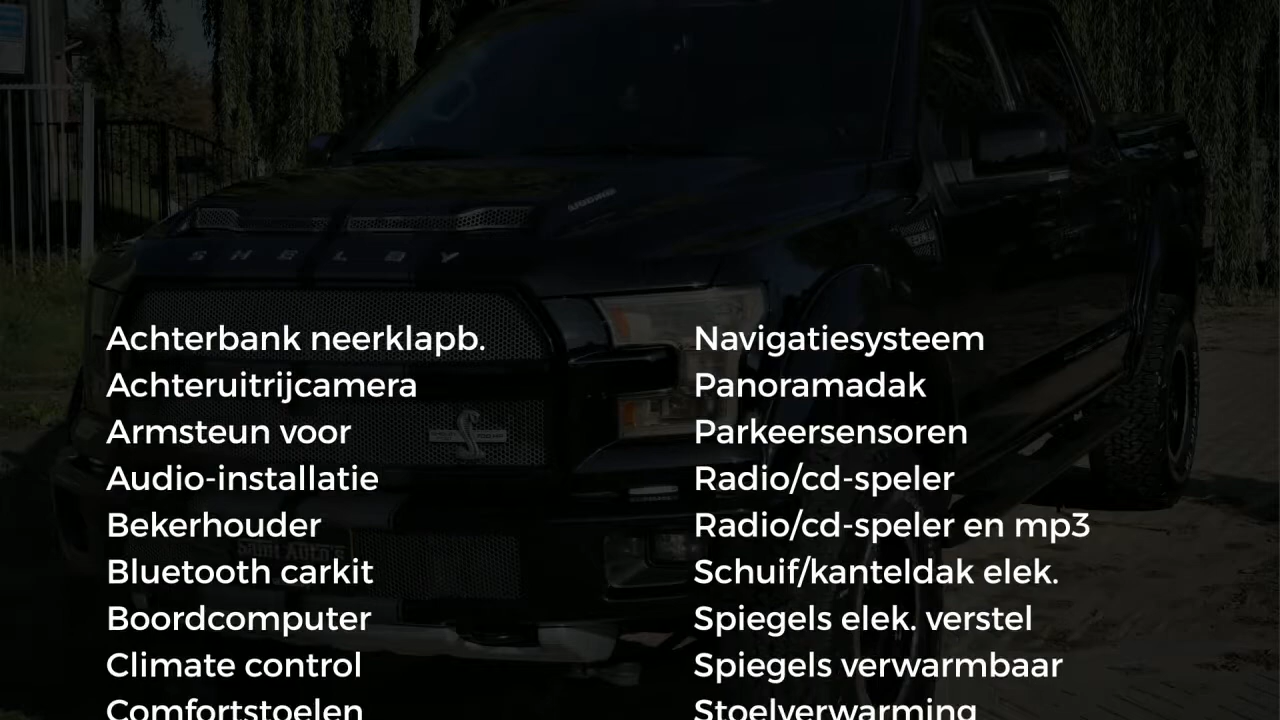 SHELBY
Achterbank neerklapb.
Achteruitrijcamera
Armsteun voor
Audio-installatie
Bekerhouder
Bluetooth carkit
Boordcomputer
Climate control
Comfortstoelen
Navigatiesysteem
Panoramadak
Parkeersensoren
Radio/cd-speler
Radio/cd-speler en mp3
Schuif/kanteldak elek.
Spiegels elek. verstel
Spiegels verwarmbaar
Stoelverwarming